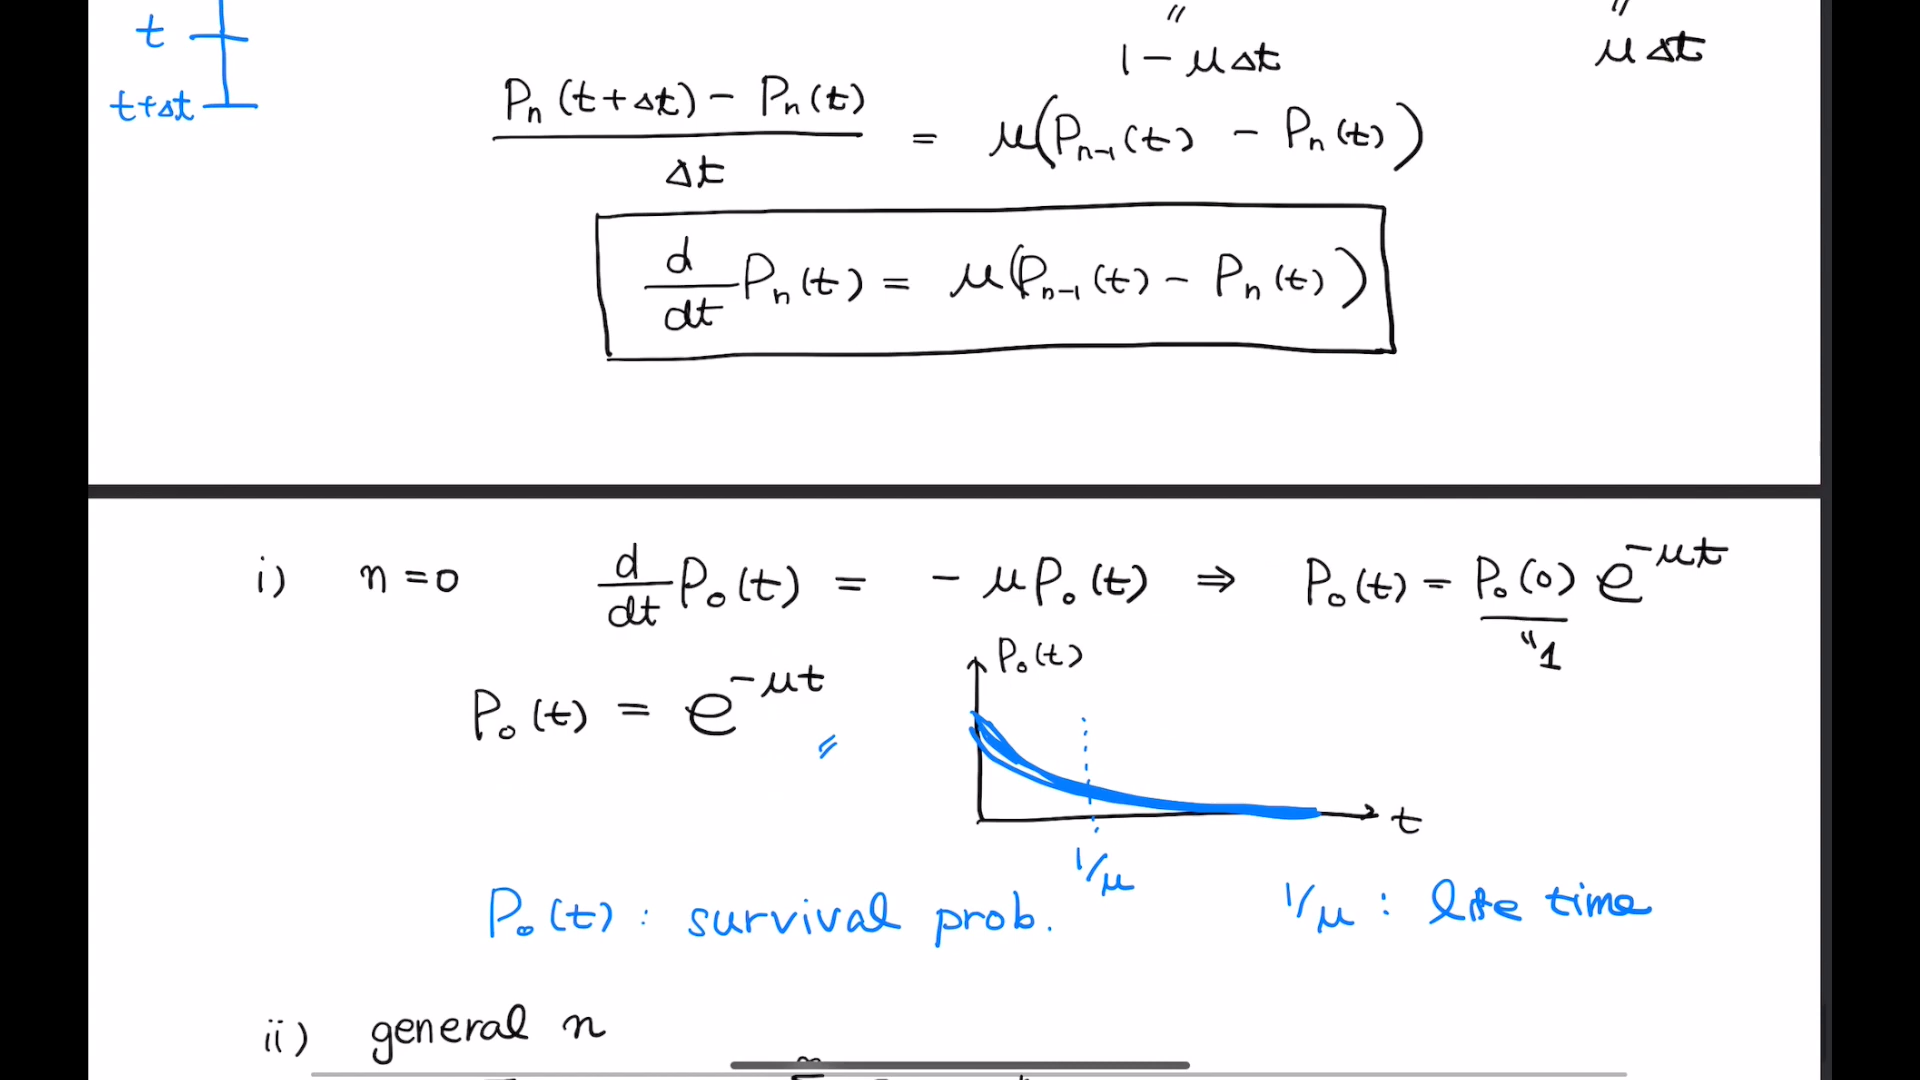 t
t+Δt
〃 〃
1 − μΔt μΔt
(Pₙ(t+Δt) − Pₙ(t)) / Δt = μ(Pₙ₋₁(t) − Pₙ(t))
d/dt Pₙ(t) = μ(Pₙ₋₁(t) − Pₙ(t))
i) n=0 d/dt P₀(t) = − μP₀(t) ⇒ P₀(t) = P₀(0) e^{−μt}
〃1
P₀(t) = e^{−μt}
P₀(t)
t
1/μ
P₀(t) : survival prob. 1/μ : life time
ii) general n